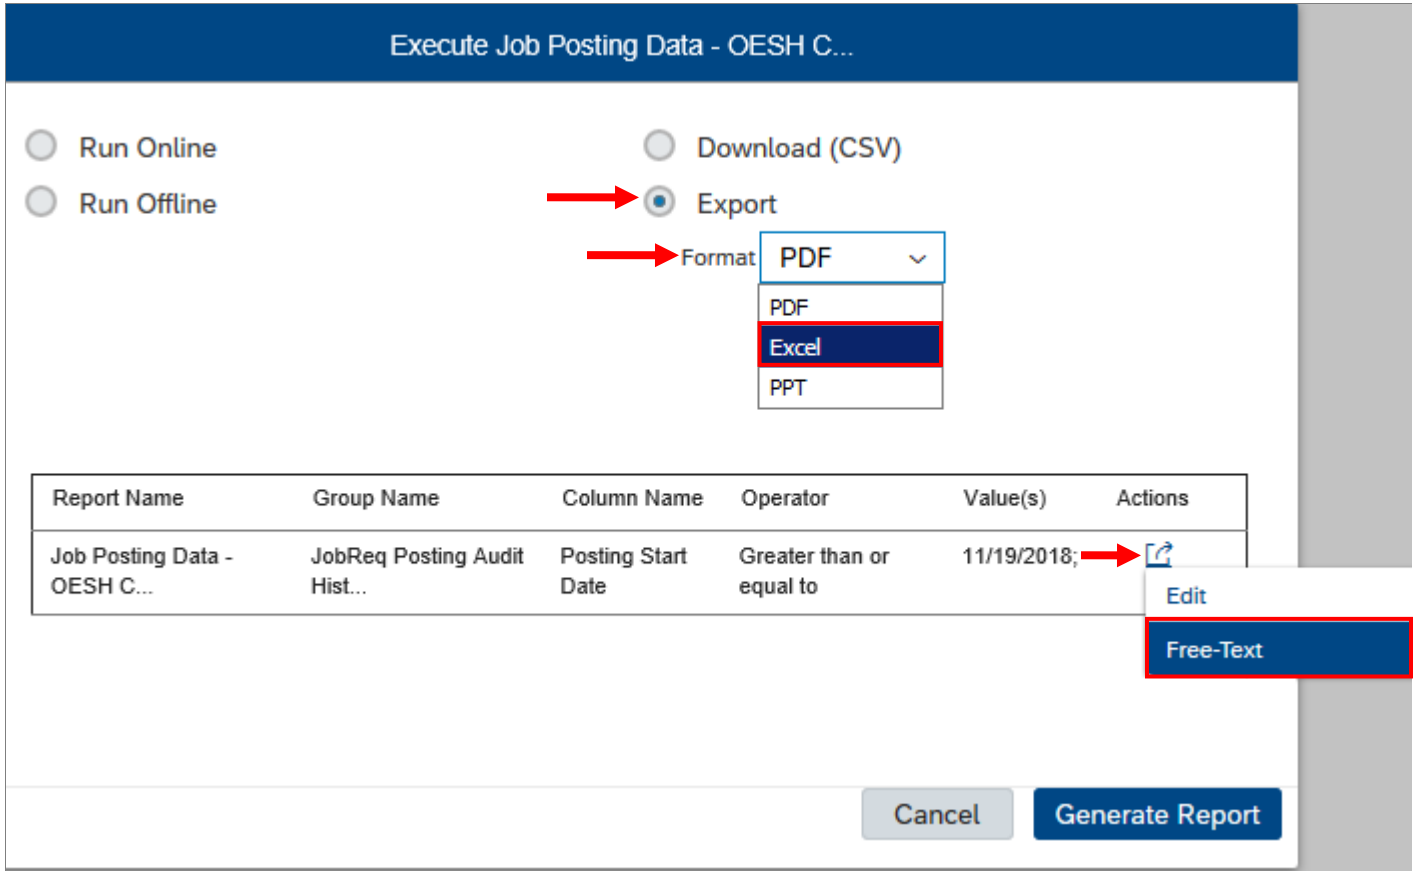 Execute Job Posting Data - OESH C...
Run Online
Download (CSV)
Run Offline
Export
Format PDF
PDF
Excel
PPT
Report Name Group Name Column Name Operator Value(s) Actions
Job Posting Data - JobReq Posting Audit Posting Start Greater than or 11/19/2018;
OESH C... Hist... Date equal to
Edit
Free-Text
Cancel Generate Report